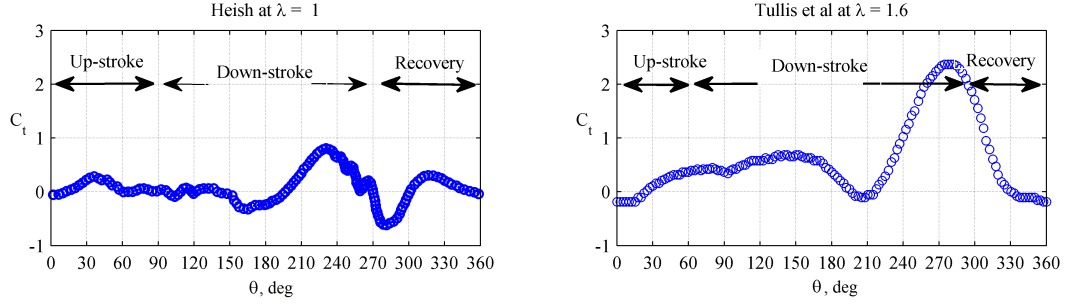 Heish at λ = 1
3
2
1
0
-1
C_t
Up-stroke
Down-stroke
Recovery
0 30 60 90 120 150 180 210 240 270 300 330 360
θ, deg
Tullis et al at λ = 1.6
3
2
1
0
-1
C_t
Up-stroke
Down-stroke
Recovery
0 30 60 90 120 150 180 210 240 270 300 330 360
θ, deg